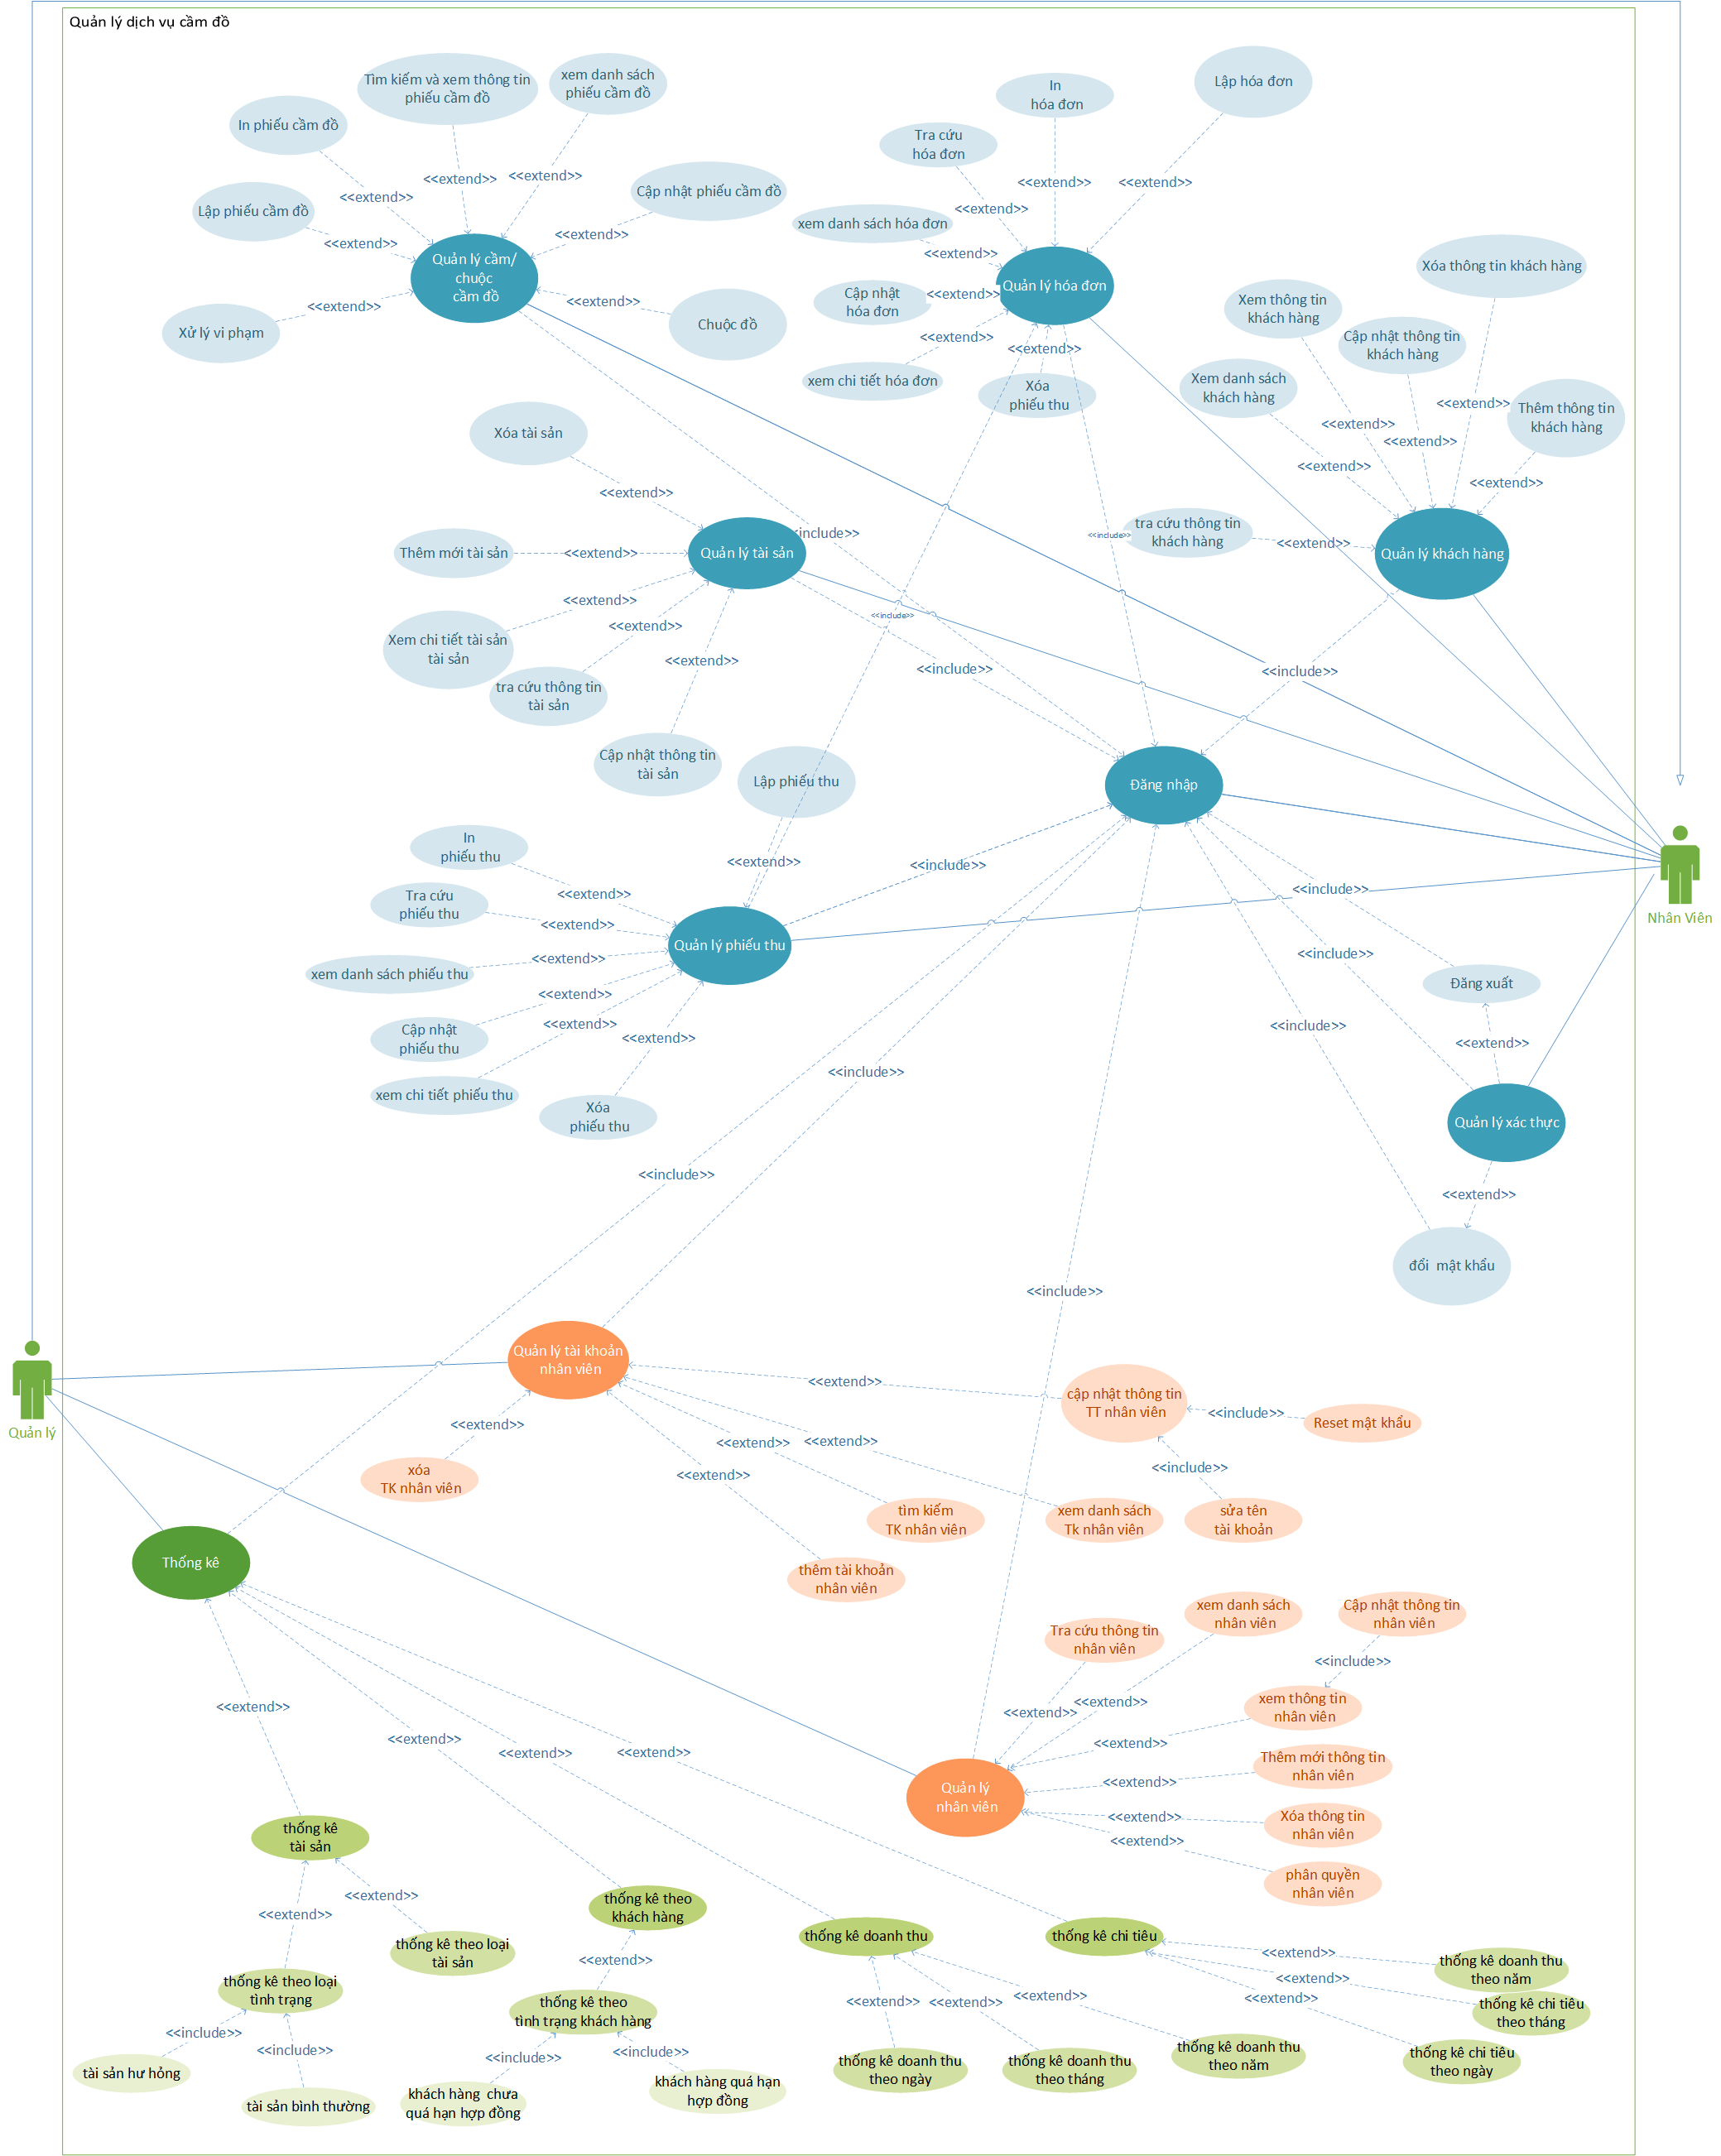 Quản lý dịch vụ cầm đồ
Tìm kiếm và xem thông tin
phiếu cầm đồ
xem danh sách
phiếu cầm đồ
In phiếu cầm đồ
<<extend>>
<<extend>>
<<extend>>
Cập nhật phiếu cầm đồ
Lập phiếu cầm đồ
<<extend>>
<<extend>>
Quản lý cầm/
chuộc
cầm đồ
<<extend>>
<<extend>>
Xử lý vi phạm
Chuộc đồ
In
hóa đơn
Lập hóa đơn
Tra cứu
hóa đơn
<<extend>>
<<extend>>
<<extend>>
xem danh sách hóa đơn
<<extend>>
Quản lý hóa đơn
Cập nhật
hóa đơn
<<extend>>
<<extend>>
<<extend>>
xem chi tiết hóa đơn
Xóa
phiếu thu
Xóa thông tin khách hàng
Xem thông tin
khách hàng
Cập nhật thông tin
khách hàng
Xem danh sách
khách hàng
Thêm thông tin
khách hàng
<<extend>>
<<extend>>
<<extend>>
<<extend>>
<<extend>>
tra cứu thông tin
khách hàng
<<extend>>
Quản lý khách hàng
Xóa tài sản
<<extend>>
Thêm mới tài sản
<<extend>>
Quản lý tài sản
<<include>>
<<include>>
<<extend>>
<<include>>
<<extend>>
Xem chi tiết tài sản
tài sản
<<extend>>
<<include>>
<<include>>
tra cứu thông tin
tài sản
Cập nhật thông tin
tài sản
Lập phiếu thu
Đăng nhập
In
phiếu thu
<<extend>>
<<include>>
<<extend>>
<<include>>
Tra cứu
phiếu thu
<<extend>>
Nhân Viên
Quản lý phiếu thu
<<extend>>
<<include>>
xem danh sách phiếu thu
Đăng xuất
<<extend>>
<<extend>>
<<include>>
Cập nhật
phiếu thu
<<extend>>
<<extend>>
<<include>>
xem chi tiết phiếu thu
Xóa
phiếu thu
Quản lý xác thực
<<include>>
<<extend>>
đổi  mật khẩu
<<include>>
Quản lý tài khoản
nhân viên
<<extend>>
cập nhật thông tin
TT nhân viên
<<include>>
Reset mật khẩu
Quản lý
<<extend>>
<<extend>>
<<extend>>
<<include>>
<<extend>>
xóa
TK nhân viên
tìm kiếm
TK nhân viên
xem danh sách
Tk nhân viên
sửa tên
tài khoản
Thống kê
thêm tài khoản
nhân viên
xem danh sách
nhân viên
Cập nhật thông tin
nhân viên
Tra cứu thông tin
nhân viên
<<include>>
<<extend>>
<<extend>>
<<extend>>
xem thông tin
nhân viên
<<extend>>
<<extend>>
<<extend>>
<<extend>>
Thêm mới thông tin
nhân viên
<<extend>>
Quản lý
nhân viên
<<extend>>
Xóa thông tin
nhân viên
<<extend>>
thống kê
tài sản
phân quyền
nhân viên
<<extend>>
thống kê theo
khách hàng
<<extend>>
thống kê doanh thu
thống kê chi tiêu
thống kê theo loại
tài sản
<<extend>>
<<extend>>
thống kê doanh thu
theo năm
thống kê theo loại
tình trạng
<<extend>>
thống kê chi tiêu
theo tháng
<<extend>>
<<extend>>
<<extend>>
<<extend>>
thống kê theo
tình trạng khách hàng
<<include>>
<<include>>
<<include>>
<<include>>
thống kê doanh thu
theo năm
thống kê chi tiêu
theo ngày
thống kê doanh thu
theo ngày
thống kê doanh thu
theo tháng
tài sản hư hỏng
khách hàng quá hạn
hợp đồng
tài sản bình thường
khách hàng  chưa
quá hạn hợp đồng